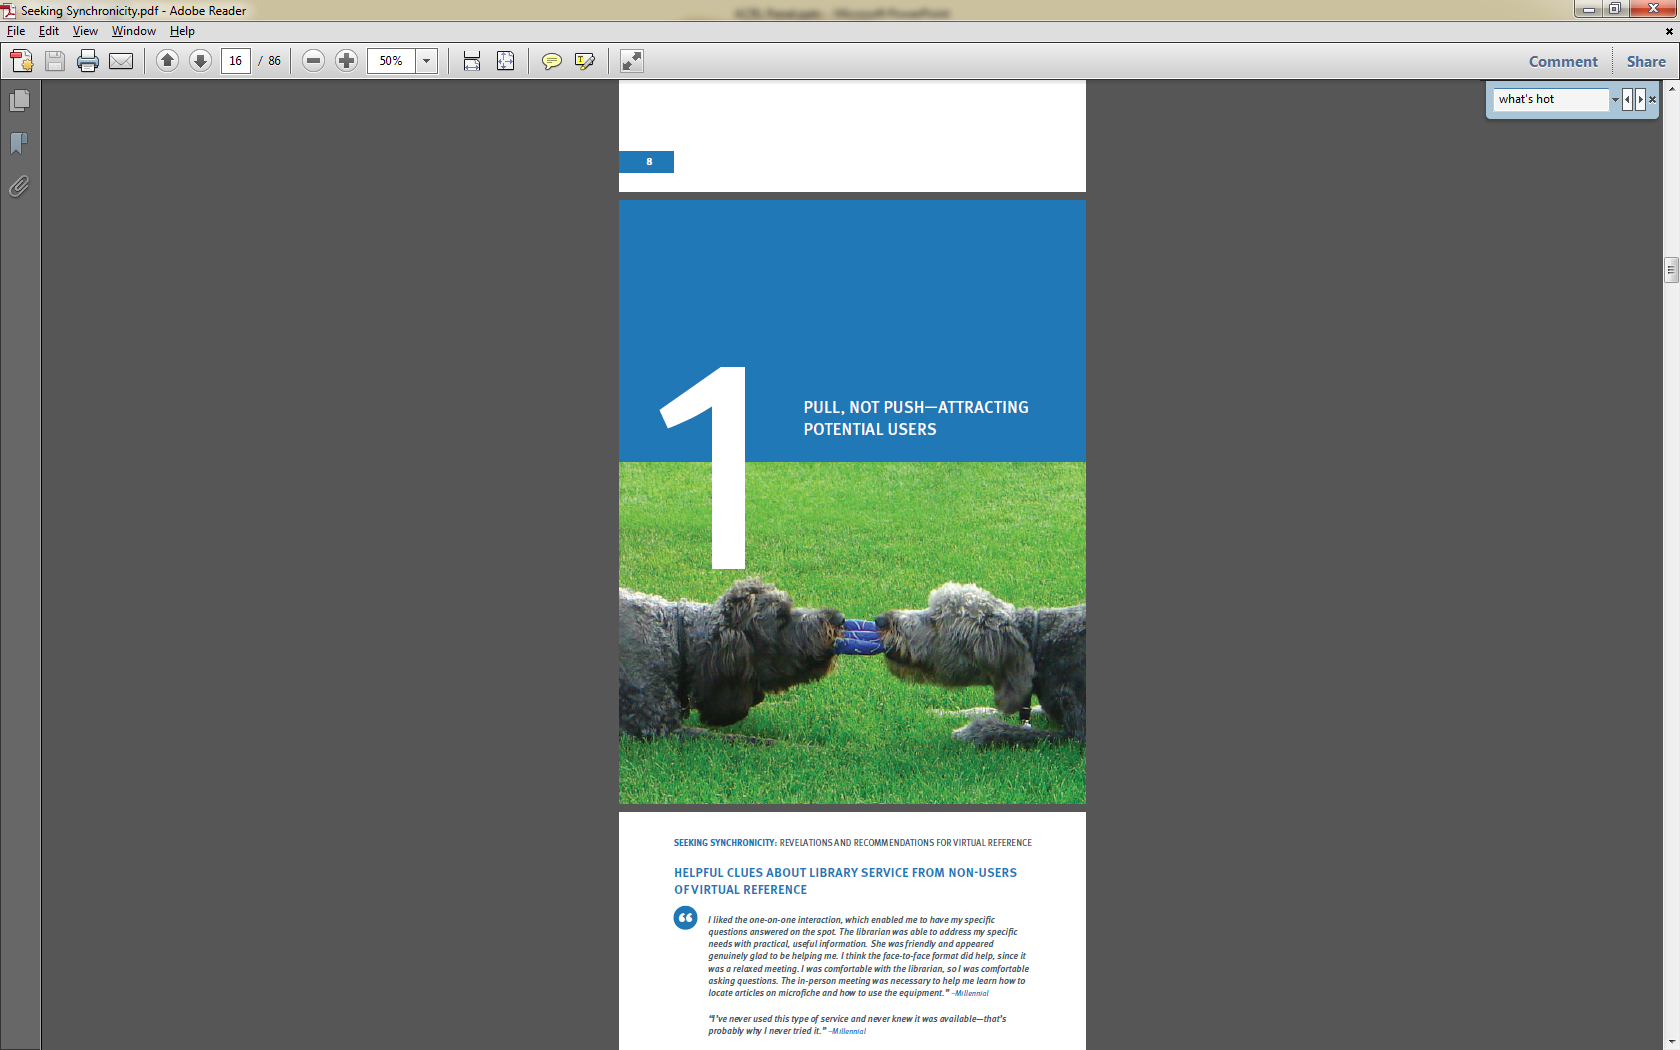 Seeking Synchronicity.pdf - Adobe Reader
File Edit View Window Help
16 / 86 50% Comment Share
what's hot
8
1
PULL, NOT PUSH—ATTRACTING
POTENTIAL USERS
SEEKING SYNCHRONICITY: REVELATIONS AND RECOMMENDATIONS FOR VIRTUAL REFERENCE
HELPFUL CLUES ABOUT LIBRARY SERVICE FROM NON-USERS
OF VIRTUAL REFERENCE
“ I liked the one-on-one interaction, which enabled me to have my specific
questions answered on the spot. The librarian was able to address my specific
needs with practical, useful information. She was friendly and appeared
genuinely glad to be helping me. I think the face-to-face format did help, since it
was a relaxed meeting. I was comfortable with the librarian, so I was comfortable
asking questions. The in-person meeting was necessary to help me learn how to
locate articles on microfiche and how to use the equipment.” –Millennial
“I’ve never used this type of service and never knew it was available—that’s
probably why I never tried it.” –Millennial